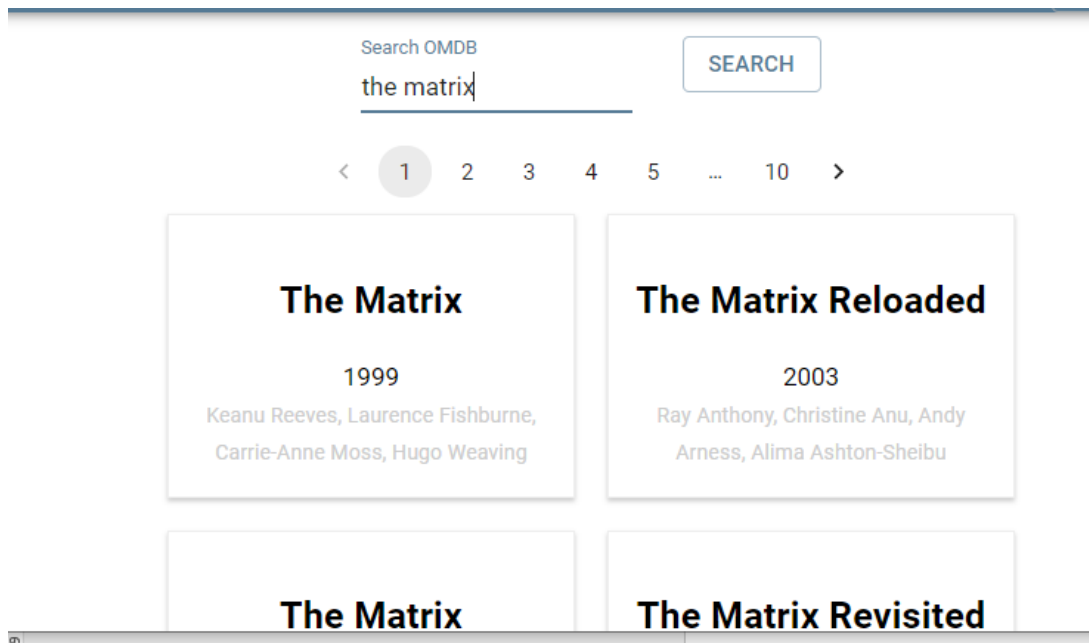 Search OMDB
the matrix
SEARCH
< 1 2 3 4 5 ... 10 >
The Matrix
1999
Keanu Reeves, Laurence Fishburne,
Carrie-Anne Moss, Hugo Weaving
The Matrix Reloaded
2003
Ray Anthony, Christine Anu, Andy
Arness, Alima Ashton-Sheibu
The Matrix
The Matrix Revisited